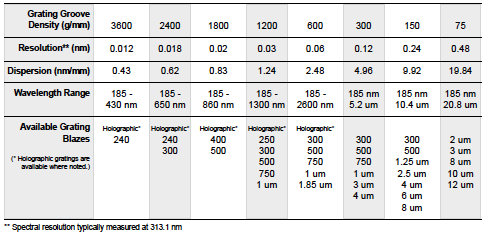 Grating Groove Density (g/mm) 3600 2400 1800 1200 600 300 150 75
Resolution** (nm) 0.012 0.018 0.02 0.03 0.06 0.12 0.24 0.48
Dispersion (nm/mm) 0.43 0.62 0.83 1.24 2.48 4.96 9.92 19.84
Wavelength Range 185 - 185 - 185 - 185 - 185 - 185 nm 185 nm 185 nm
430 nm 650 nm 860 nm 1300 nm 2600 nm 5.2 um 10.4 um 20.8 um
Available Grating Holographic* Holographic* Holographic* Holographic* Holographic*
Blazes 240 240 400 250 300 300 300 2 um
300 500 300 500 500 500 3 um
(* Holographic gratings are 500 750 750 1.25 um 8 um
available where noted.) 750 1 um 1 um 2.5 um 10 um
1 um 1.85 um 3 um 4 um 12 um
4 um 6 um
8 um
** Spectral resolution typically measured at 313.1 nm